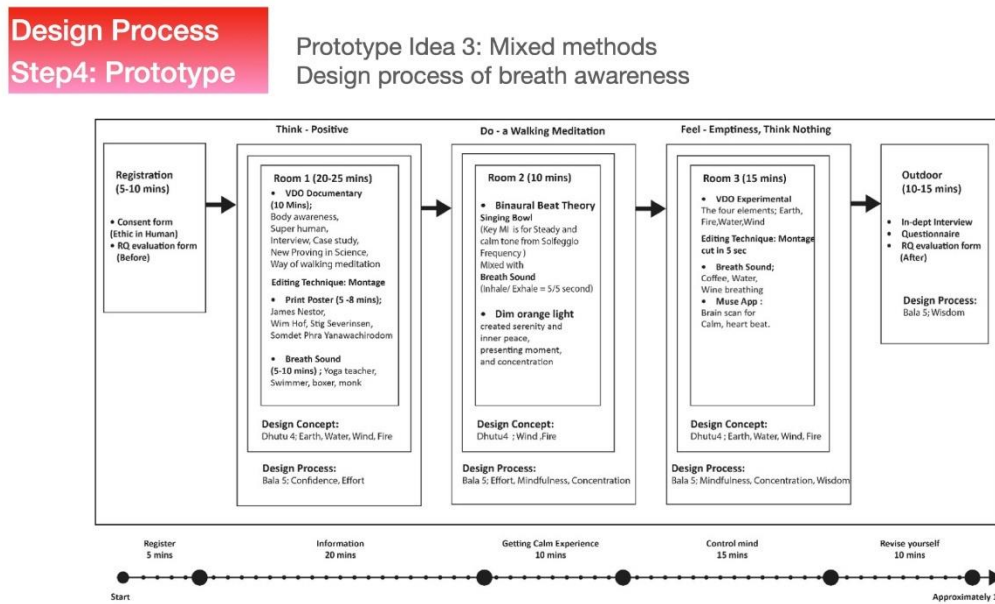 Design Process
Step4: Prototype
Prototype Idea 3: Mixed methods
Design process of breath awareness
Registration
(5-10 mins)
• Consent form
(Ethic in Human)
• RQ evaluation form
(Before)
Think - Positive
Room 1 (20-25 mins)
• VDO Documentary
(10 Mins);
Body awareness,
Super human,
Interview, Case study,
New Proving in Science,
Way of walking meditation
Editing Technique: Montage
• Print Poster (5 -8 mins);
James Nestor,
Wim Hof, Stig Severinsen,
Somdet Phra Yanawachirodom
• Breath Sound
(5-10 mins) ; Yoga teacher,
Swimmer, boxer, monk
Design Concept:
Dhutu 4; Earth, Water, Wind, Fire
Design Process:
Bala 5; Confidence, Effort
Do - a Walking Meditation
Room 2 (10 mins)
• Binaural Beat Theory
Singing Bowl
(Key MI is for Steady and
calm tone from Solfeggio
Frequency )
Mixed with
Breath Sound
(Inhale/ Exhale = 5/5 second)
• Dim orange light
created serenity and
inner peace,
presenting moment,
and concentration
Design Concept:
Dhutu4 ; Wind ,Fire
Design Process:
Bala 5; Effort, Mindfulness, Concentration
Feel - Emptiness, Think Nothing
Room 3 (15 mins)
• VDO Experimental
The four elements; Earth,
Fire,Water,Wind
Editing Technique: Montage
cut in 5 sec
• Breath Sound;
Coffee, Water,
Wine breathing
• Muse App :
Brain scan for
Calm, heart beat.
Design Concept:
Dhutu4 ; Earth, Water, Wind, Fire
Design Process:
Bala 5; Mindfulness, Concentration, Wisdom
Outdoor
(10-15 mins)
• In-dept Interview
• Questionnaire
• RQ evaluation form
(After)
Design Process:
Bala 5; Wisdom
Register
5 mins
Information
20 mins
Getting Calm Experience
10 mins
Control mind
15 mins
Revise yourself
10 mins
Start
Approximately